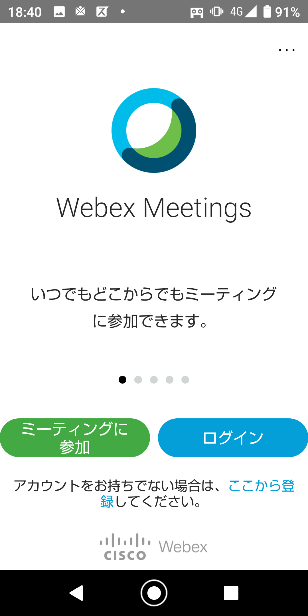 18:40
4G 91%
Webex Meetings
いつでもどこからでもミーティング
に参加できます。
ミーティングに
参加
ログイン
アカウントをお持ちでない場合は、ここから登
録してください。
CISCO Webex